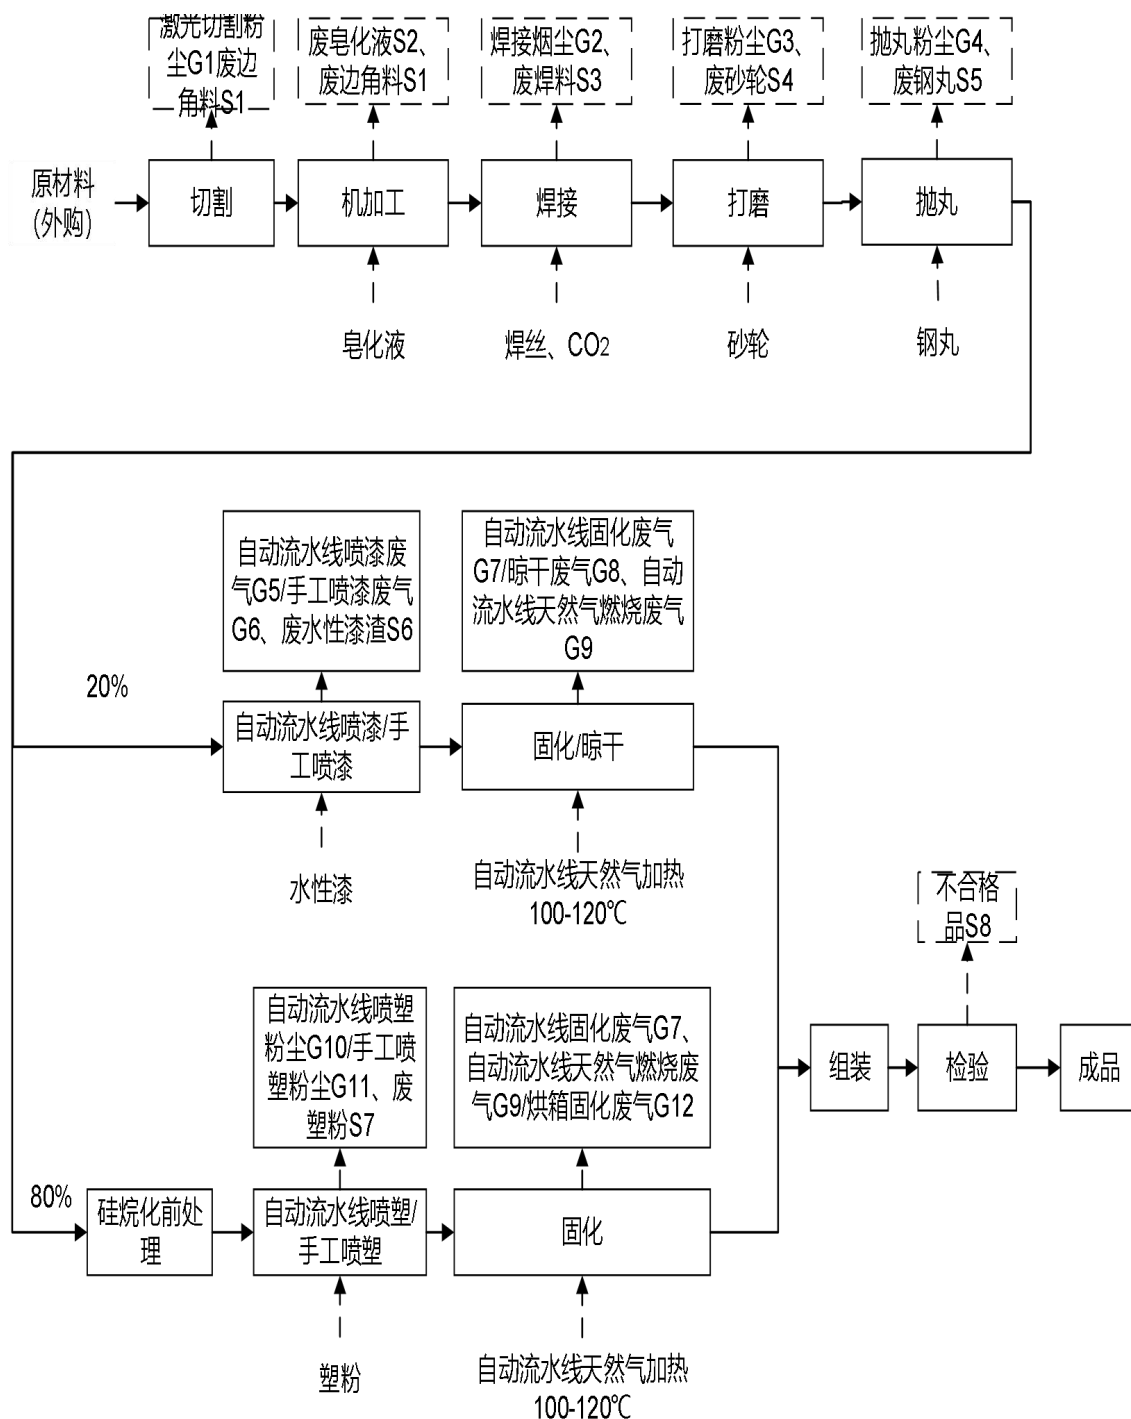 激光切割粉
尘G1废边
角料S1
废皂化液S2、
废边角料S1
焊接烟尘G2、
废焊料S3
打磨粉尘G3、
废砂轮S4
抛丸粉尘G4、
废钢丸S5
原材料
(外购)
切割
机加工
焊接
打磨
抛丸
皂化液
焊丝、CO2
砂轮
钢丸
自动流水线喷漆废
气G5/手工喷漆废气
G6、废水性漆渣S6
自动流水线固化废气
G7/晾干废气G8、自动
流水线天然气燃烧废气
G9
20%
自动流水线喷漆/手
工喷漆
固化/晾干
水性漆
自动流水线天然气加热
100-120℃
不合格
品S8
自动流水线喷塑
粉尘G10/手工喷
塑粉尘G11、废
塑粉S7
自动流水线固化废气G7、
自动流水线天然气燃烧废
气G9/烘箱固化废气G12
组装
检验
成品
80%
硅烷化前处
理
自动流水线喷塑/
手工喷塑
固化
塑粉
自动流水线天然气加热
100-120℃